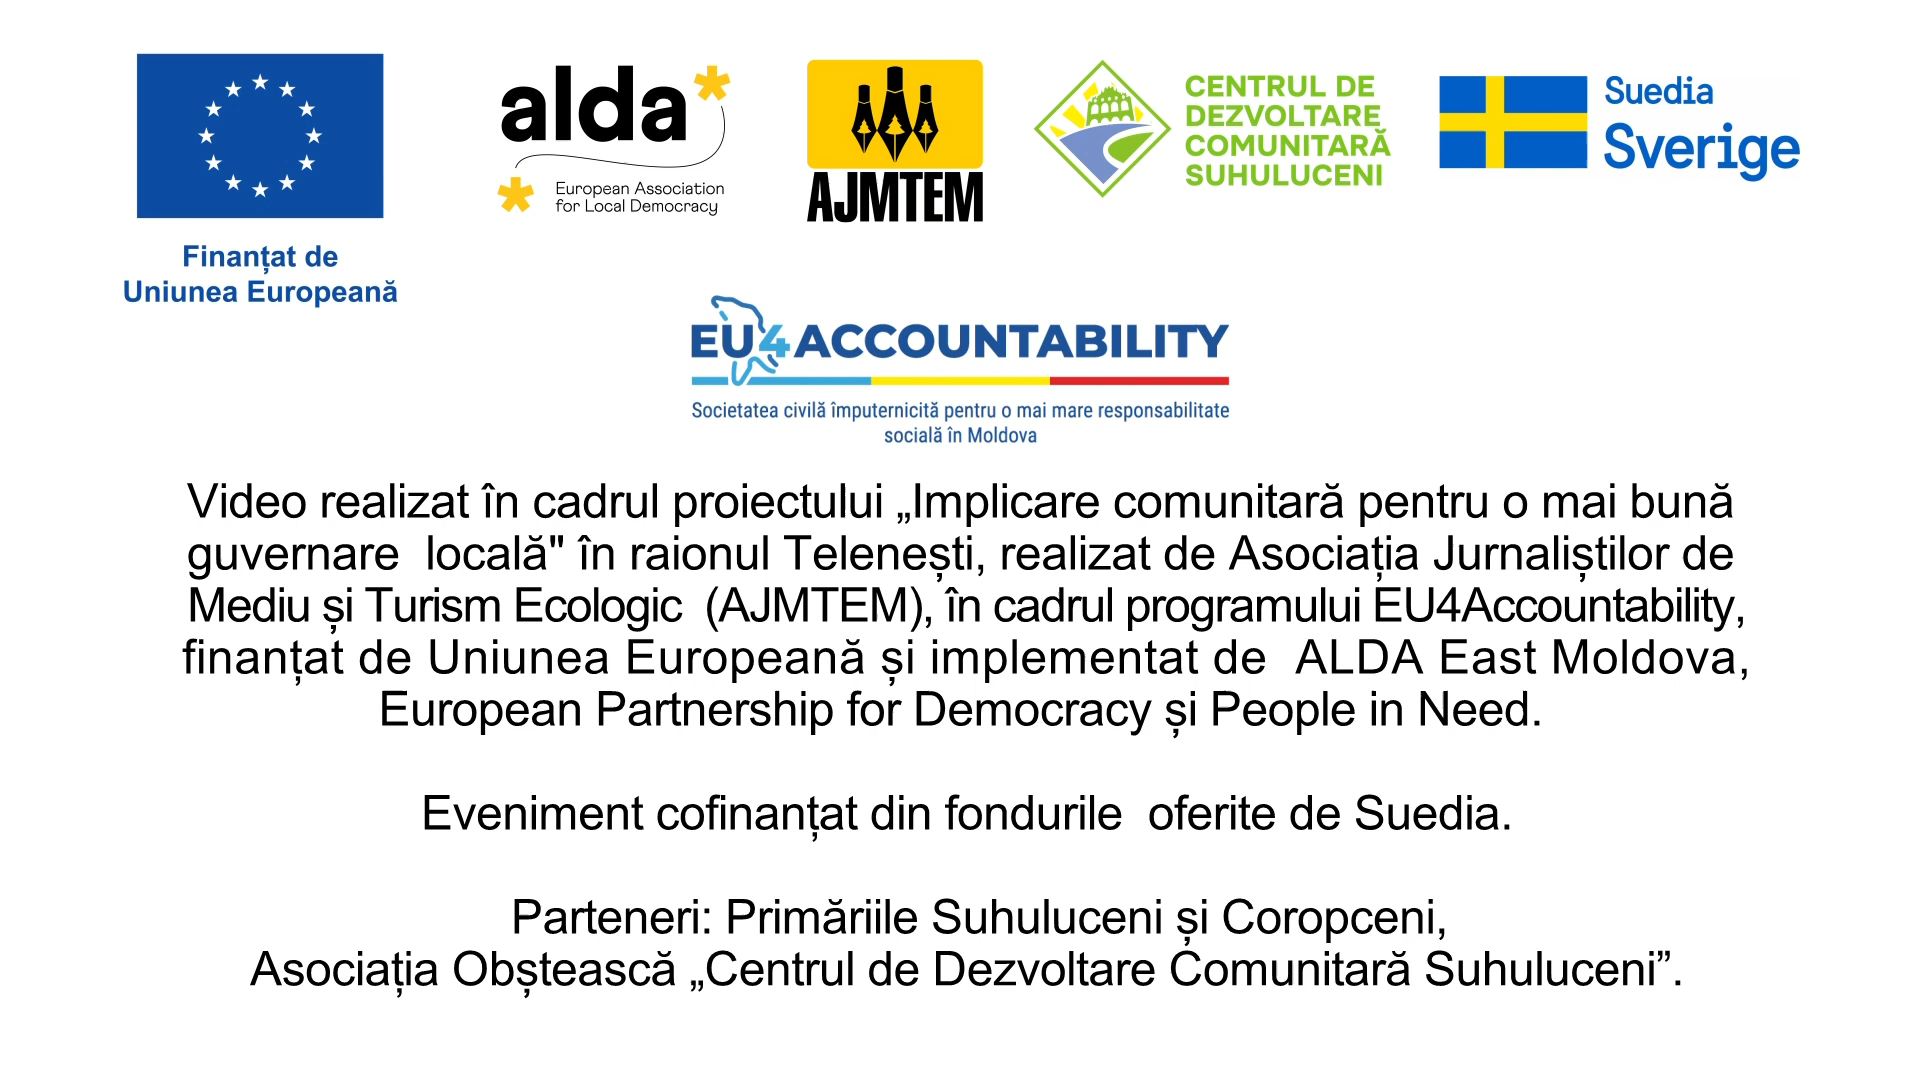 Finanțat de
Uniunea Europeană
alda
European Association
for Local Democracy
AJMTEM
CENTRUL DE
DEZVOLTARE
COMUNITARĂ
SUHULUCENI
Suedia
Sverige
EU4ACCOUNTABILITY
Societatea civilă împuternicită pentru o mai mare responsabilitate
socială în Moldova
Video realizat în cadrul proiectului „Implicare comunitară pentru o mai bună
guvernare locală" în raionul Telenești, realizat de Asociația Jurnaliștilor de
Mediu și Turism Ecologic (AJMTEM), în cadrul programului EU4Accountability,
finanțat de Uniunea Europeană și implementat de ALDA East Moldova,
European Partnership for Democracy și People in Need.
Eveniment cofinanțat din fondurile oferite de Suedia.
Parteneri: Primăriile Suhuluceni și Coropceni,
Asociația Obștească „Centrul de Dezvoltare Comunitară Suhuluceni”.